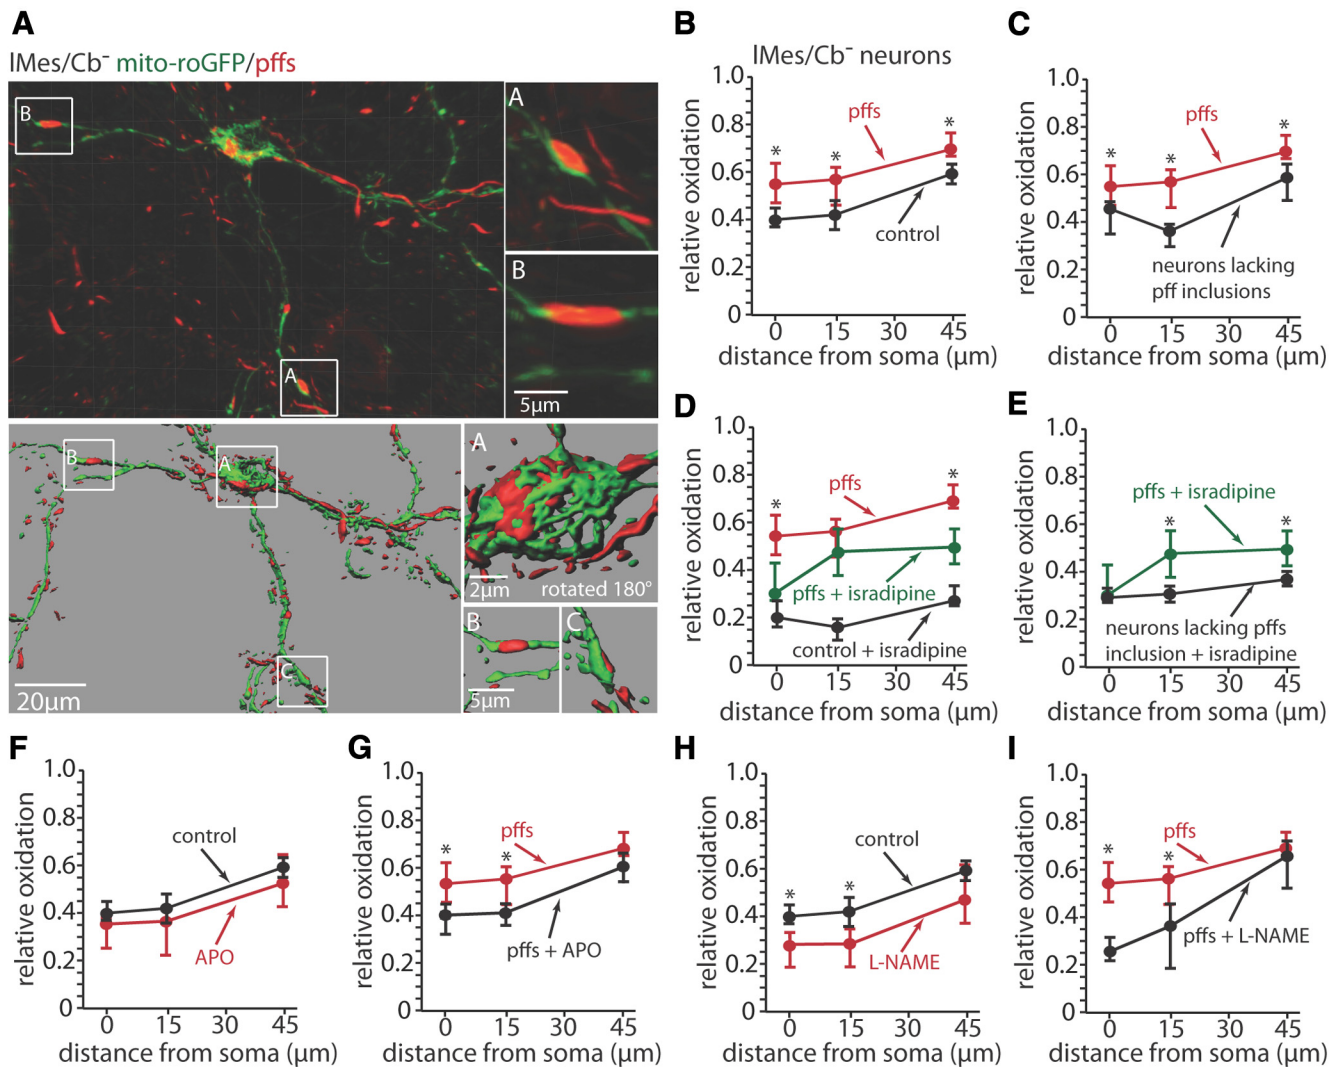 A
lMes/Cb⁻ mito-roGFP/pffs
B
A
A
B
5µm
B
A
20µm
C
A
2µm
rotated 180°
B
5µm
C
B
lMes/Cb⁻ neurons
relative oxidation
1.0
0.8
0.6
0.4
0.2
0
pffs
*
*
*
control
0
15
30
45
distance from soma (µm)
C
relative oxidation
1.0
0.8
0.6
0.4
0.2
0
pffs
*
*
*
neurons lacking
pff inclusions
0
15
30
45
distance from soma (µm)
D
relative oxidation
1.0
0.8
0.6
0.4
0.2
0
pffs
*
*
pffs + isradipine
control + isradipine
0
15
30
45
distance from soma (µm)
E
relative oxidation
1.0
0.8
0.6
0.4
0.2
0
pffs + isradipine
*
*
neurons lacking pffs
inclusion + isradipine
0
15
30
45
distance from soma (µm)
F
relative oxidation
1.0
0.8
0.6
0.4
0.2
0
control
APO
0
15
30
45
distance from soma (µm)
G
relative oxidation
1.0
0.8
0.6
0.4
0.2
0
pffs
*
*
pffs + APO
0
15
30
45
distance from soma (µm)
H
relative oxidation
1.0
0.8
0.6
0.4
0.2
0
control
*
*
L-NAME
0
15
30
45
distance from soma (µm)
I
relative oxidation
1.0
0.8
0.6
0.4
0.2
0
pffs
*
*
pffs + L-NAME
0
15
30
45
distance from soma (µm)